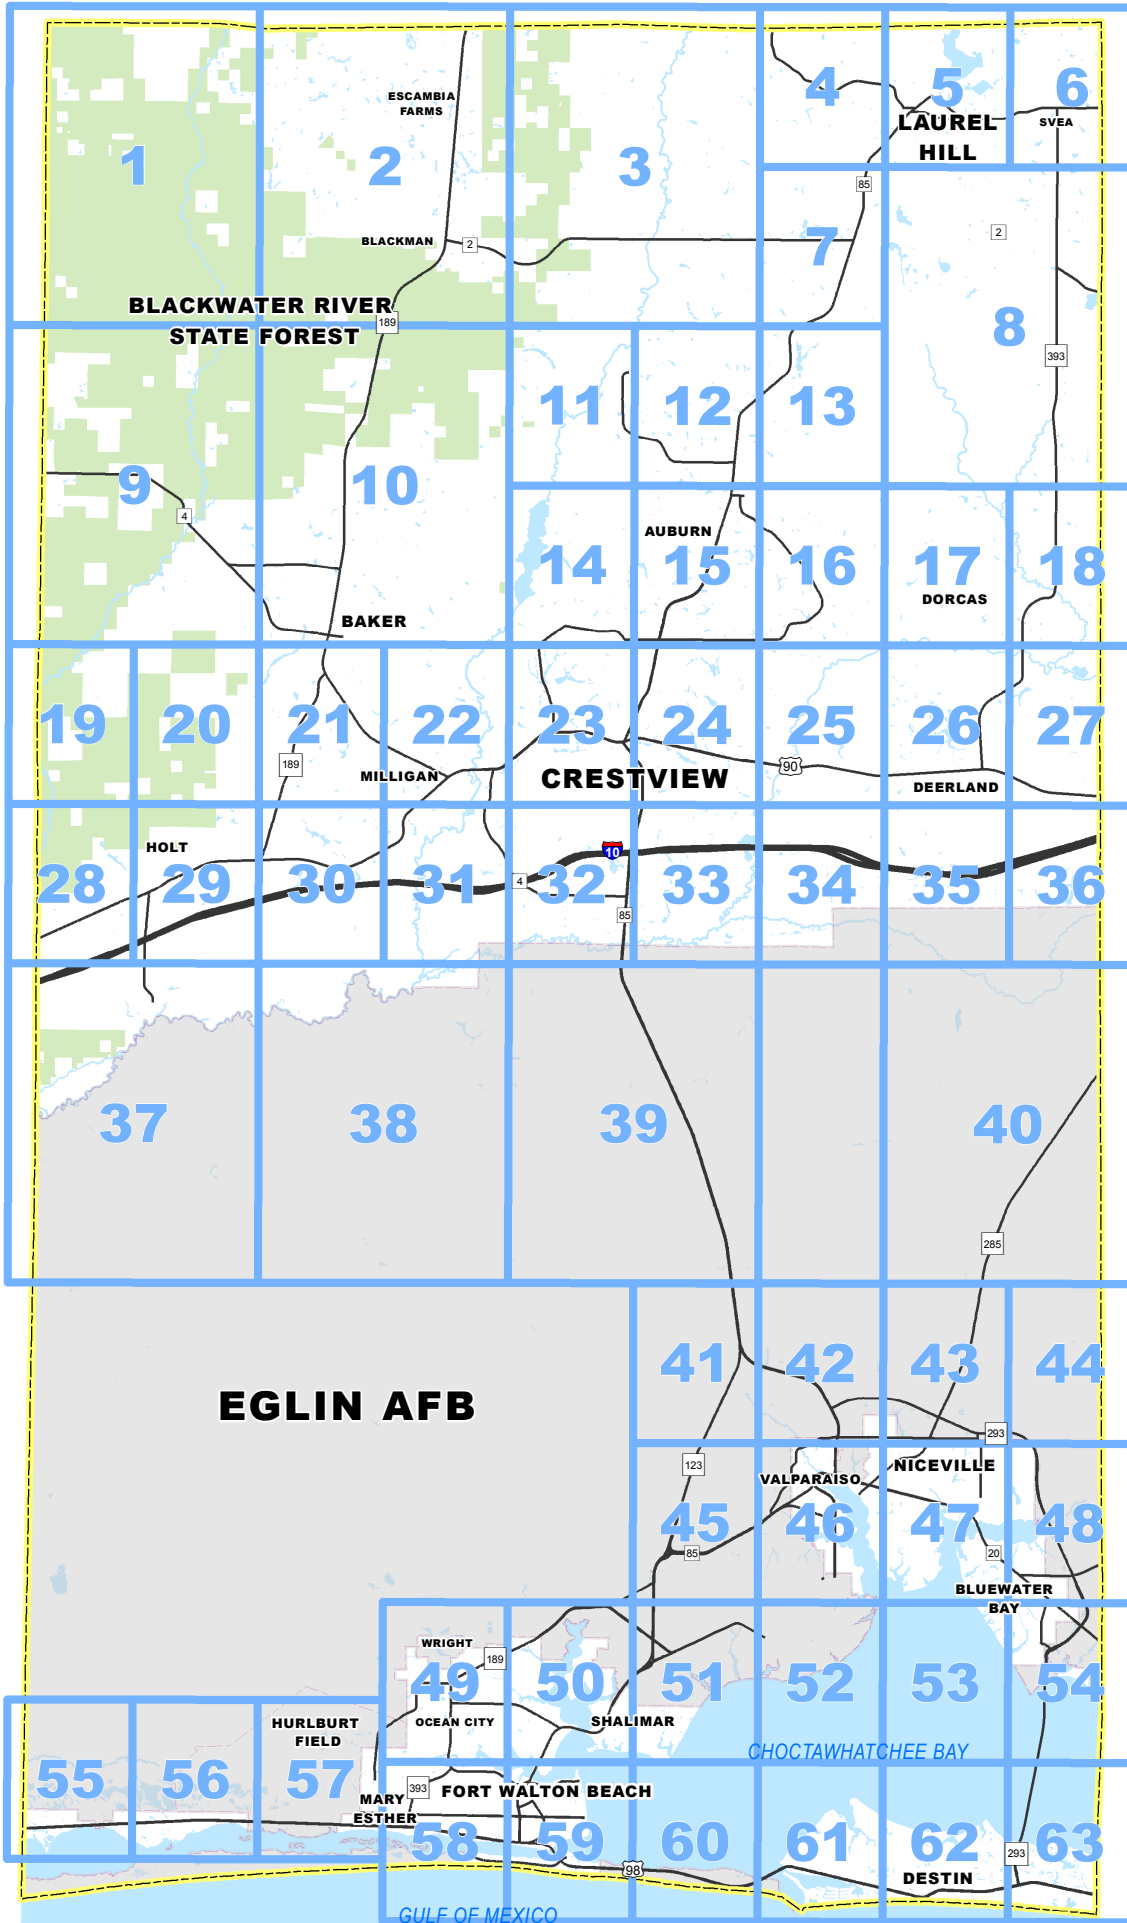 4
5
6
ESCAMBIA
FARMS
LAUREL
HILL
SVEA
1
2
3
85
7
2
BLACKMAN
2
8
BLACKWATER RIVER
STATE FOREST
189
393
11
12
13
9
10
4
AUBURN
14
15
16
17
18
DORCAS
BAKER
19
20
21
22
23
24
25
26
27
189
MILLIGAN
CRESTVIEW
90
DEERLAND
HOLT
10
28
29
30
31
4
32
33
34
35
36
85
37
38
39
40
285
EGLIN AFB
41
42
43
44
293
123
VALPARAISO
NICEVILLE
45
46
47
48
85
20
BLUEWATER
BAY
WRIGHT
189
49
50
51
52
53
54
HURLBURT
FIELD
OCEAN CITY
SHALIMAR
CHOCTAWHATCHEE BAY
55
56
57
393
FORT WALTON BEACH
MARY
ESTHER
58
59
60
61
62
63
293
98
DESTIN
GULF OF MEXICO